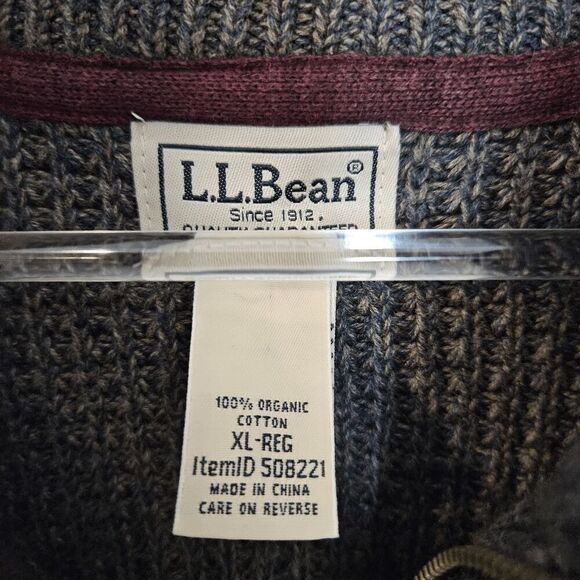 L.L.Bean®
Since 1912.
100% ORGANIC
COTTON
XL-REG
ItemID 508221
MADE IN CHINA
CARE ON REVERSE